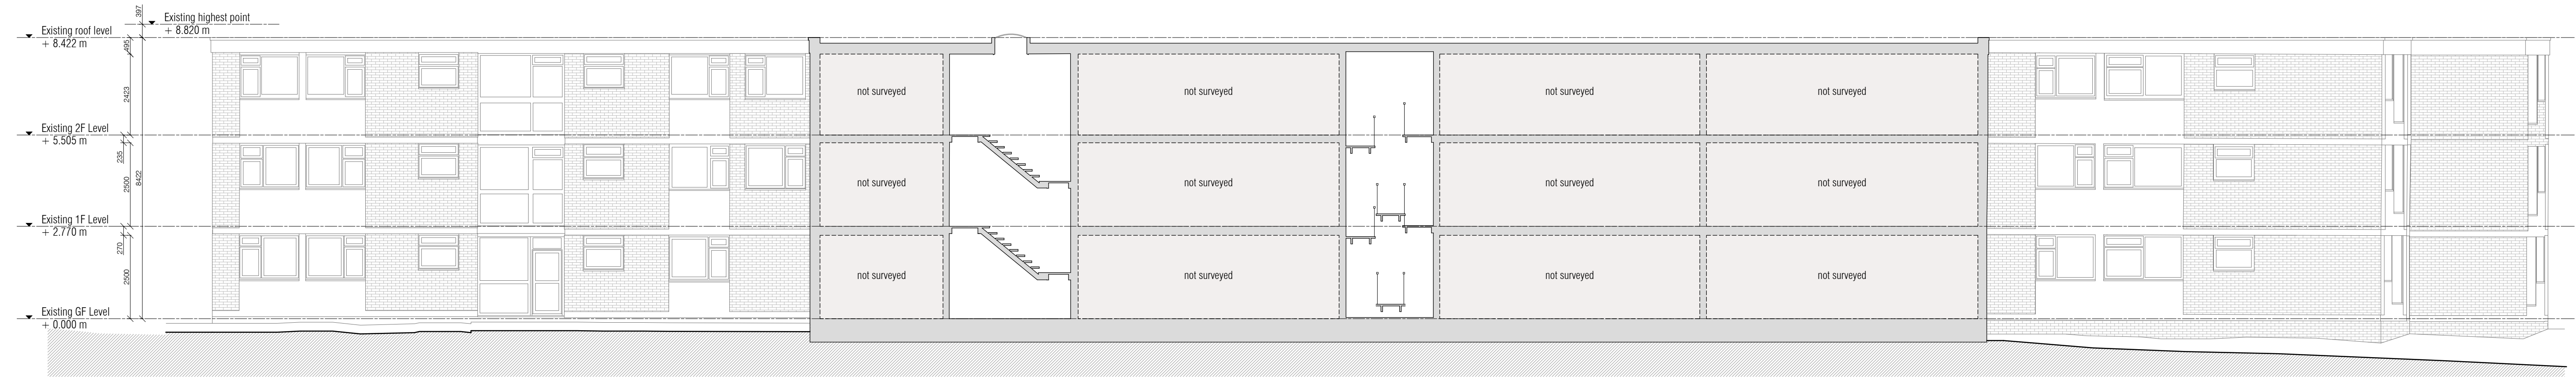 397
Existing highest point
+ 8.820 m
Existing roof level
+ 8.422 m
495
2423
not surveyed
not surveyed
not surveyed
not surveyed
Existing 2F Level
+ 5.505 m
235
2500
8422
not surveyed
not surveyed
not surveyed
not surveyed
Existing 1F Level
+ 2.770 m
270
2500
not surveyed
not surveyed
not surveyed
not surveyed
Existing GF Level
+ 0.000 m